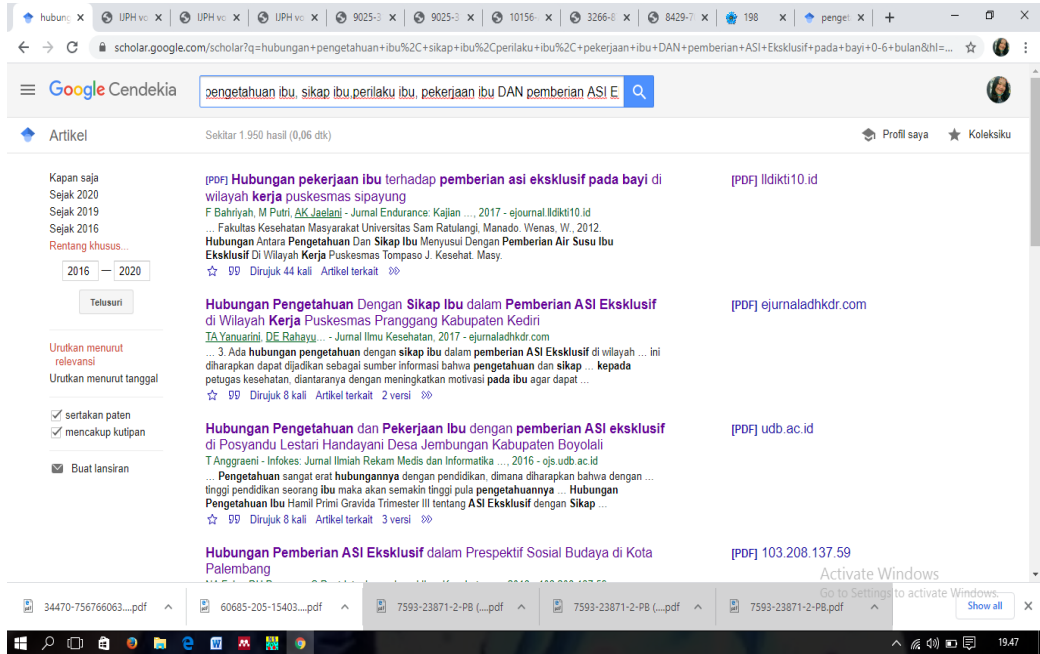 hubung
IJPH vo
IJPH vo
IJPH vo
9025-3
9025-3
10156-
3266-8
8429-7
198
penget
scholar.google.com/scholar?q=hubungan+pengetahuan+ibu%2C+sikap+ibu%2Cperilaku+ibu%2C+pekerjaan+ibu+DAN+pemberian+ASI+Eksklusif+pada+bayi+0-6+bulan&hl=...
Google Cendekia
pengetahuan ibu, sikap ibu,perilaku ibu, pekerjaan ibu DAN pemberian ASI E
Artikel
Sekitar 1.950 hasil (0,06 dtk)
Profil saya
Koleksiku
Kapan saja
Sejak 2020
Sejak 2019
Sejak 2016
Rentang khusus...
2016 — 2020
Telusuri
Urutkan menurut
relevansi
Urutkan menurut tanggal
sertakan paten
mencakup kutipan
Buat lansiran
[PDF] Hubungan pekerjaan ibu terhadap pemberian asi eksklusif pada bayi di
wilayah kerja puskesmas sipayung
F Bahriyah, M Putri, AK Jaelani - Jurnal Endurance: Kajian ..., 2017 - ejournal.lldikti10.id
... Fakultas Kesehatan Masyarakat Universitas Sam Ratulangi, Manado. Wenas, W., 2012.
Hubungan Antara Pengetahuan Dan Sikap Ibu Menyusui Dengan Pemberian Air Susu Ibu
Eksklusif Di Wilayah Kerja Puskesmas Tompaso J. Kesehat. Masy.
Dirujuk 44 kali Artikel terkait
[PDF] lldikti10.id
Hubungan Pengetahuan Dengan Sikap Ibu dalam Pemberian ASI Eksklusif
di Wilayah Kerja Puskesmas Pranggang Kabupaten Kediri
TA Yanuarini, DE Rahayu... - Jurnal Ilmu Kesehatan, 2017 - ejurnaladhkdr.com
... 3. Ada hubungan pengetahuan dengan sikap ibu dalam pemberian ASI Eksklusif di wilayah ... ini
diharapkan dapat dijadikan sebagai sumber informasi bahwa pengetahuan dan sikap ... kepada
petugas kesehatan, diantaranya dengan meningkatkan motivasi pada ibu agar dapat ...
Dirujuk 8 kali Artikel terkait 2 versi
[PDF] ejurnaladhkdr.com
Hubungan Pengetahuan dan Pekerjaan Ibu dengan pemberian ASI eksklusif
di Posyandu Lestari Handayani Desa Jembungan Kabupaten Boyolali
T Anggraeni - Infokes: Jurnal Ilmiah Rekam Medis dan Informatika ..., 2016 - ojs.udb.ac.id
... Pengetahuan sangat erat hubungannya dengan pendidikan, dimana diharapkan bahwa dengan ...
tinggi pendidikan seorang ibu maka akan semakin tinggi pula pengetahuannya ... Hubungan
Pengetahuan Ibu Hamil Primi Gravida Trimester III tentang ASI Eksklusif dengan Sikap ...
Dirujuk 8 kali Artikel terkait 3 versi
[PDF] udb.ac.id
Hubungan Pemberian ASI Eksklusif dalam Prespektif Sosial Budaya di Kota
Palembang
[PDF] 103.208.137.59
Activate Windows
Go to Settings to activate Windows.
34470-756766063....pdf
60685-205-15403....pdf
7593-23871-2-PB (....pdf
7593-23871-2-PB (....pdf
7593-23871-2-PB.pdf
Show all
19.47